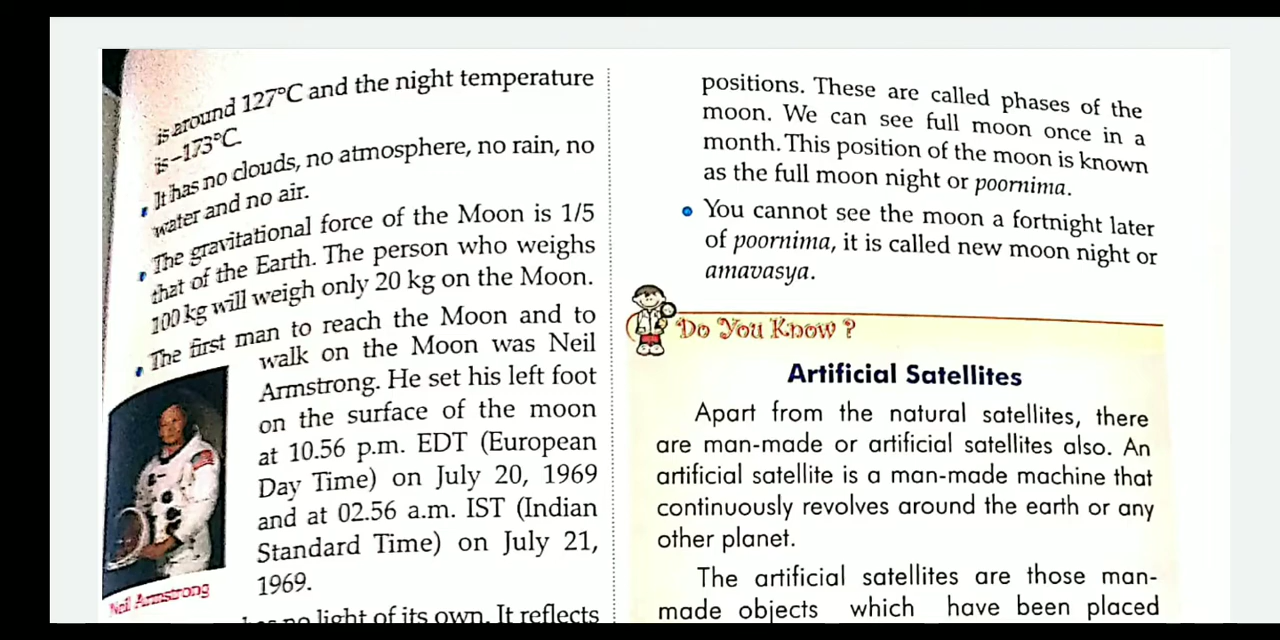 is around 127°C and the night temperature
is –173°C.
It has no clouds, no atmosphere, no rain, no
water and no air.
The gravitational force of the Moon is 1/5
that of the Earth. The person who weighs
100 kg will weigh only 20 kg on the Moon.
The first man to reach the Moon and to
walk on the Moon was Neil
Armstrong. He set his left foot
on the surface of the moon
at 10.56 p.m. EDT (European
Day Time) on July 20, 1969
and at 02.56 a.m. IST (Indian
Standard Time) on July 21,
1969.
Neil Armstrong
no light of its own. It reflects
positions. These are called phases of the
moon. We can see full moon once in a
month. This position of the moon is known
as the full moon night or poornima.
You cannot see the moon a fortnight later
of poornima, it is called new moon night or
amavasya.
Do You Know ?
Artificial Satellites
Apart from the natural satellites, there
are man-made or artificial satellites also. An
artificial satellite is a man-made machine that
continuously revolves around the earth or any
other planet.
The artificial satellites are those man-
made objects which have been placed